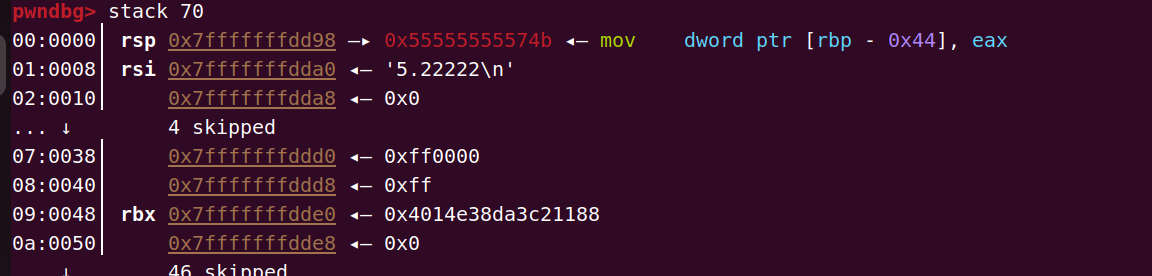 pwndbg> stack 70
00:0000│ rsp 0x7fffffffdd98 —▸ 0x55555555574b ◂— mov    dword ptr [rbp - 0x44], eax
01:0008│ rsi 0x7fffffffdda0 ◂— '5.22222\n'
02:0010│     0x7fffffffdda8 ◂— 0x0
... ↓        4 skipped
07:0038│     0x7fffffffddd0 ◂— 0xff0000
08:0040│     0x7fffffffddd8 ◂— 0xff
09:0048│ rbx 0x7fffffffdde0 ◂— 0x4014e38da3c21188
0a:0050│     0x7fffffffdde8 ◂— 0x0
↓        46 skipped